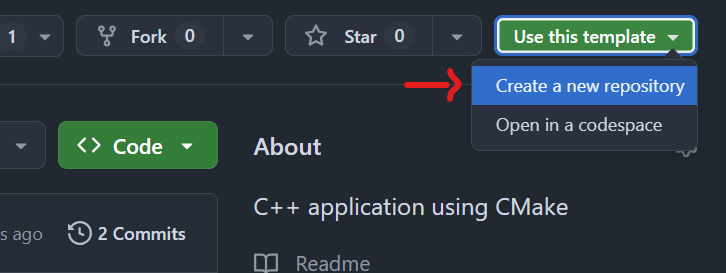 1
Fork 0
Star 0
Use this template
Create a new repository
Open in a codespace
Code
About
C++ application using CMake
s ago
2 Commits
Readme